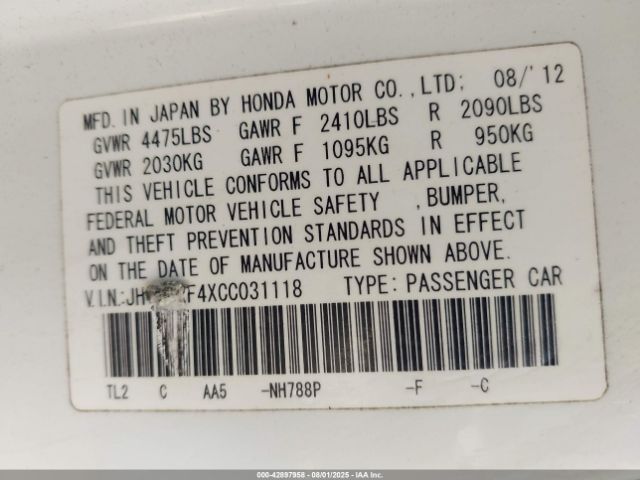 MFD. IN JAPAN BY HONDA MOTOR CO.,LTD; 08/'12
GVWR 4475LBS GAWR F 2410LBS R 2090LBS
GVWR 2030KG GAWR F 1095KG R 950KG
THIS VEHICLE CONFORMS TO ALL APPLICABLE
FEDERAL MOTOR VEHICLE SAFETY ,BUMPER,
AND THEFT PREVENTION STANDARDS IN EFFECT
ON THE DATE OF MANUFACTURE SHOWN ABOVE.
V.I.N.: TYPE: PASSENGER CAR
TL2 C AA5 -NH788P -F -C
000-42897958 - 08/01/2025 - IAA Inc.